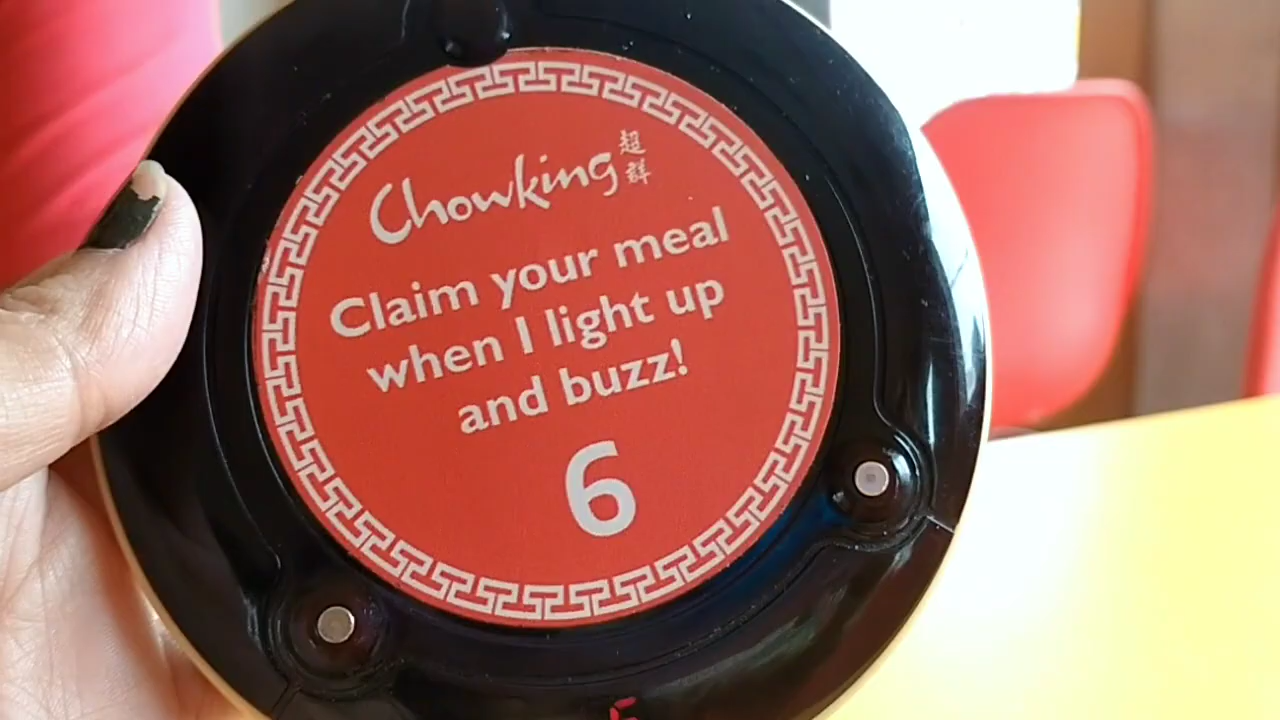 Chowking 超群
Claim your meal
when I light up
and buzz!
6